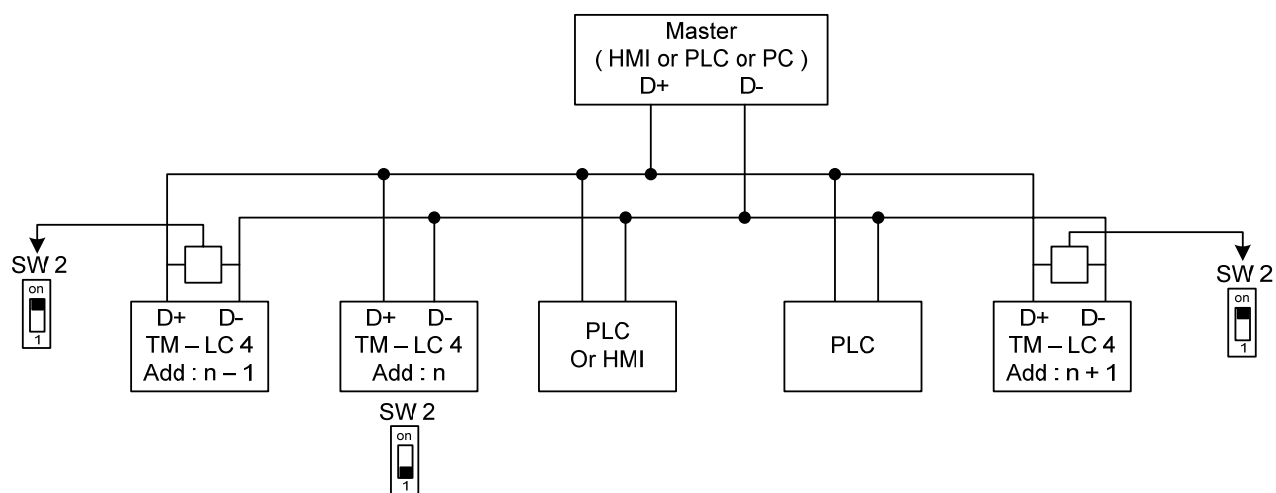 Master
( HMI or PLC or PC )
D+ D-
SW 2
on
1
D+ D-
TM – LC 4
Add : n – 1
D+ D-
TM – LC 4
Add : n
SW 2
on
1
PLC
Or HMI
PLC
D+ D-
TM – LC 4
Add : n + 1
SW 2
on
1